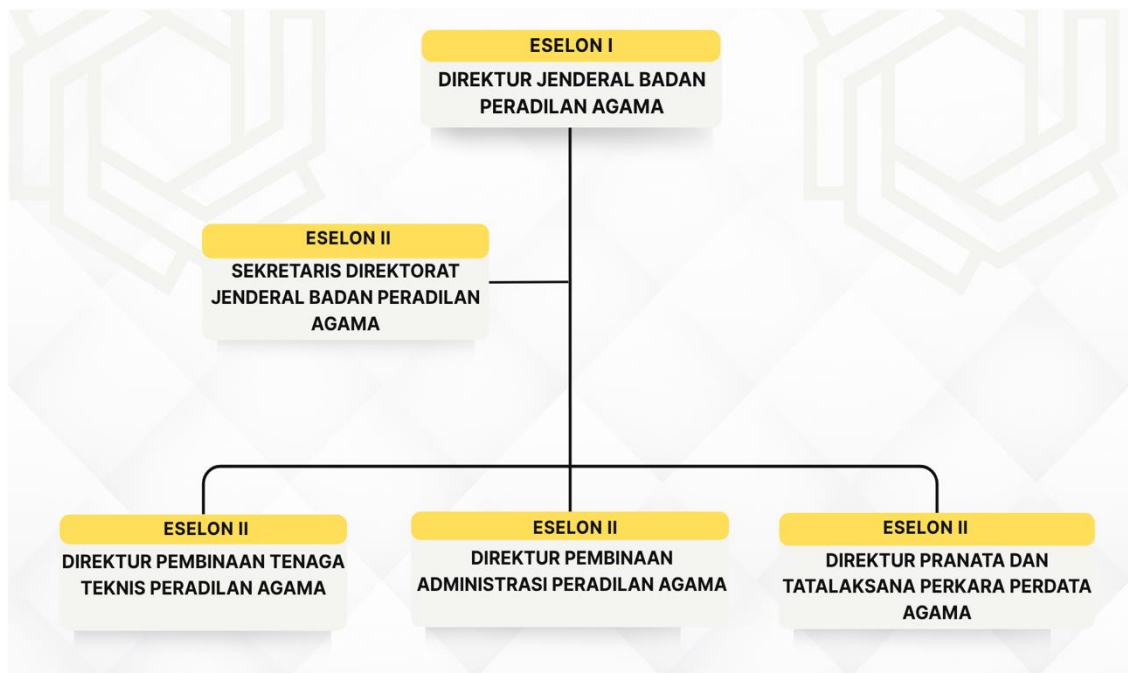 ESELON I
DIREKTUR JENDERAL BADAN
PERADILAN AGAMA
ESELON II
SEKRETARIS DIREKTORAT
JENDERAL BADAN PERADILAN
AGAMA
ESELON II
DIREKTUR PEMBINAAN TENAGA
TEKNIS PERADILAN AGAMA
ESELON II
DIREKTUR PEMBINAAN
ADMINISTRASI PERADILAN AGAMA
ESELON II
DIREKTUR PRANATA DAN
TATALAKSANA PERKARA PERDATA
AGAMA